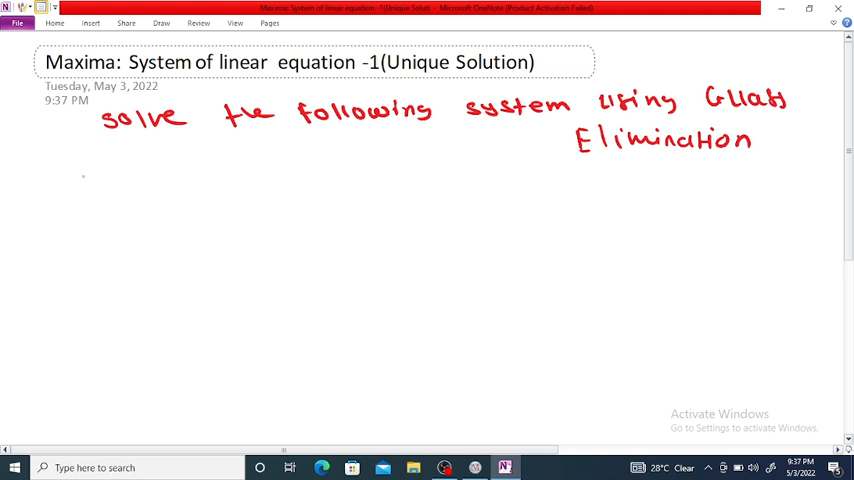 Maxima: System of linear equation -1(Unique Soluti - Microsoft OneNote (Product Activation Failed)
File Home Insert Share Draw Review View Pages
Maxima: System of linear equation -1(Unique Solution)
Tuesday, May 3, 2022
9:37 PM
solve the following system using Guass
Elimination
Activate Windows
Go to Settings to activate Windows.
Type here to search
28°C Clear
9:37 PM
5/3/2022
5